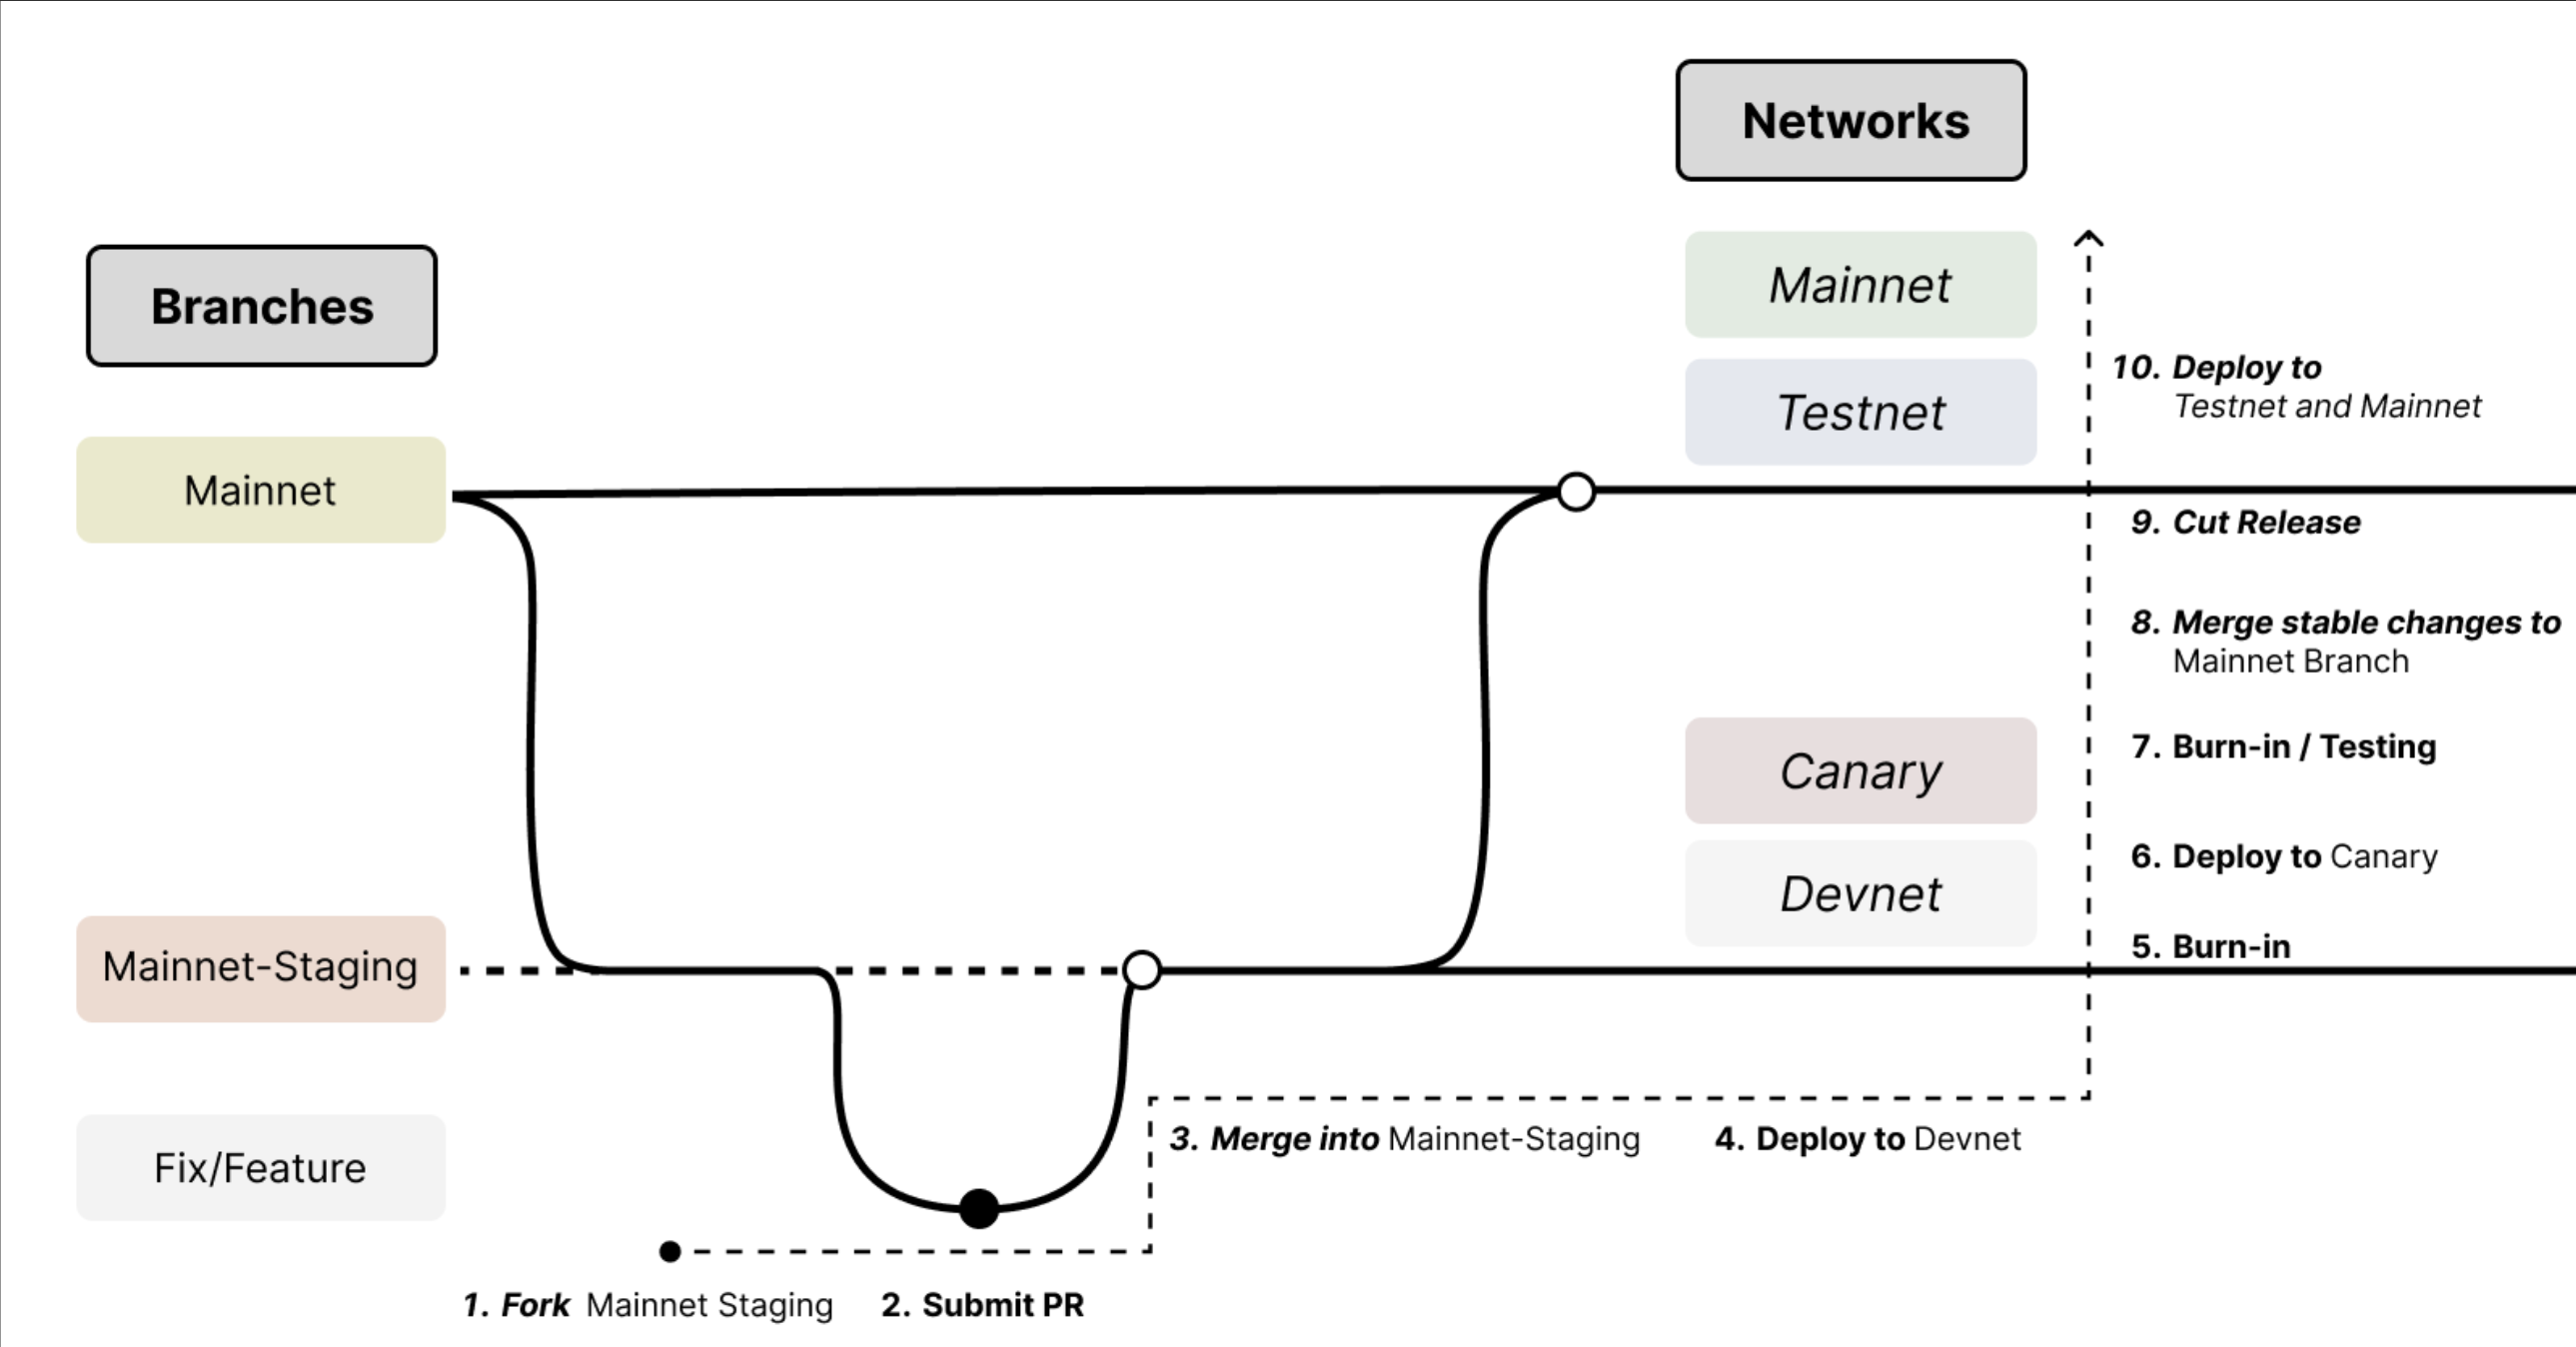 Networks
Mainnet
Branches
10. Deploy to
Testnet and Mainnet
Testnet
Mainnet
9. Cut Release
8. Merge stable changes to
Mainnet Branch
7. Burn-in / Testing
Canary
6. Deploy to Canary
Devnet
5. Burn-in
Mainnet-Staging
3. Merge into Mainnet-Staging
4. Deploy to Devnet
Fix/Feature
1. Fork Mainnet Staging
2. Submit PR